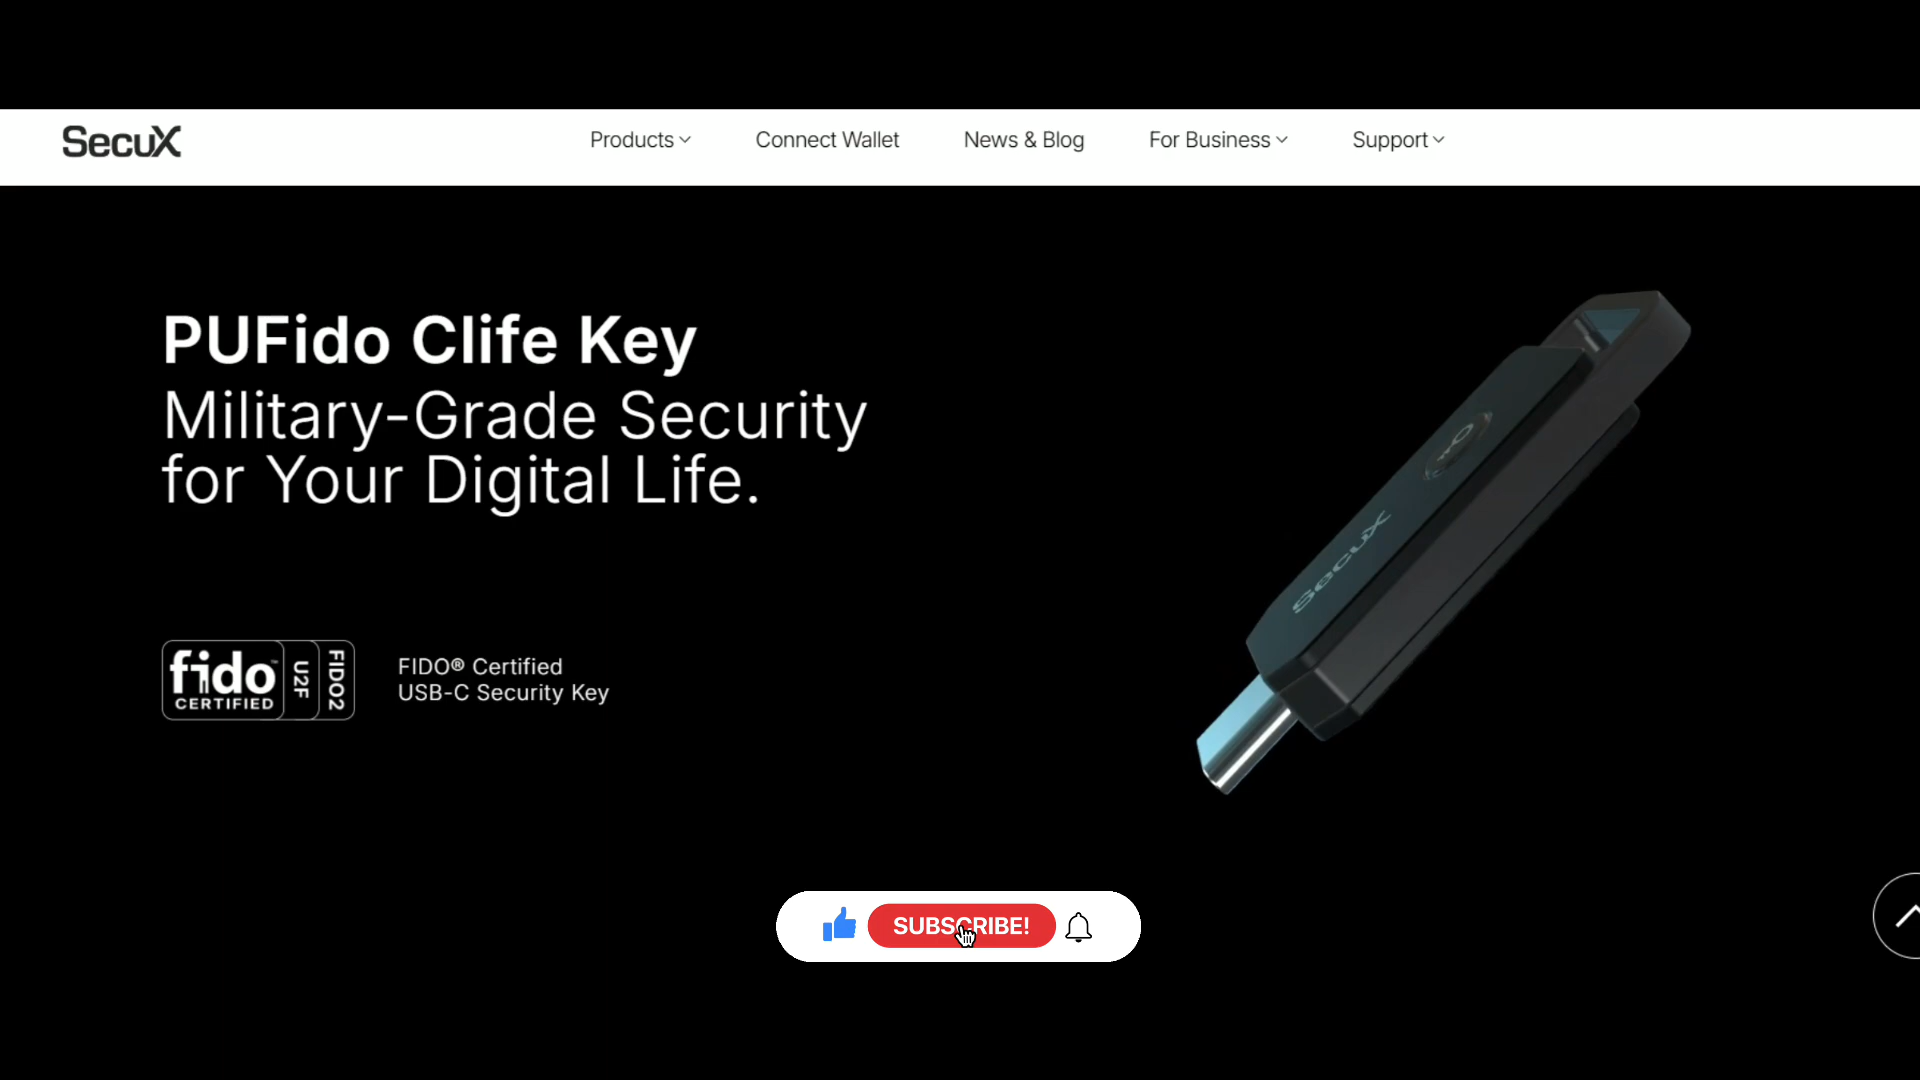 SecuX
Products
Connect Wallet
News & Blog
For Business
Support
PUFido Clife Key
Military-Grade Security
for Your Digital Life.
fido™
CERTIFIED
U2F
FIDO2
FIDO® Certified
USB-C Security Key
SecuX
SUBSCRIBE!